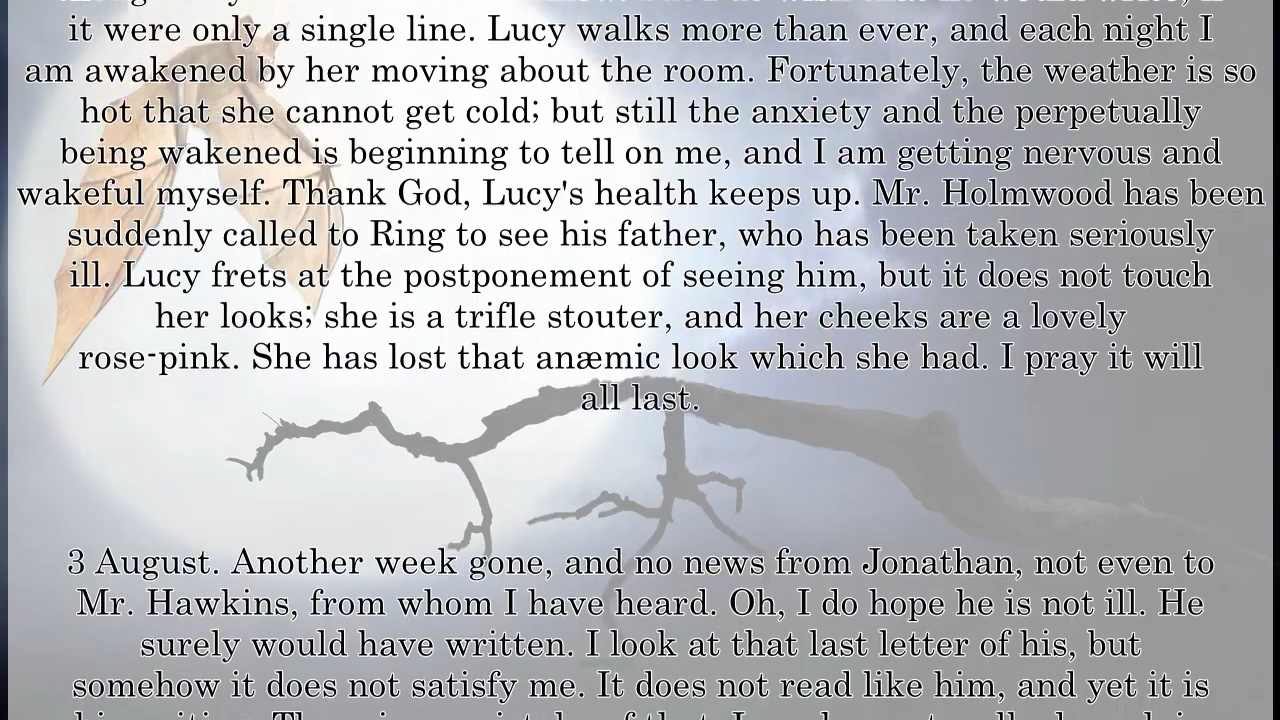 it were only a single line. Lucy walks more than ever, and each night I
am awakened by her moving about the room. Fortunately, the weather is so
hot that she cannot get cold; but still the anxiety and the perpetually
being wakened is beginning to tell on me, and I am getting nervous and
wakeful myself. Thank God, Lucy's health keeps up. Mr. Holmwood has been
suddenly called to Ring to see his father, who has been taken seriously
ill. Lucy frets at the postponement of seeing him, but it does not touch
her looks; she is a trifle stouter, and her cheeks are a lovely
rose-pink. She has lost that anæmic look which she had. I pray it will
all last.
3 August. Another week gone, and no news from Jonathan, not even to
Mr. Hawkins, from whom I have heard. Oh, I do hope he is not ill. He
surely would have written. I look at that last letter of his, but
somehow it does not satisfy me. It does not read like him, and yet it is